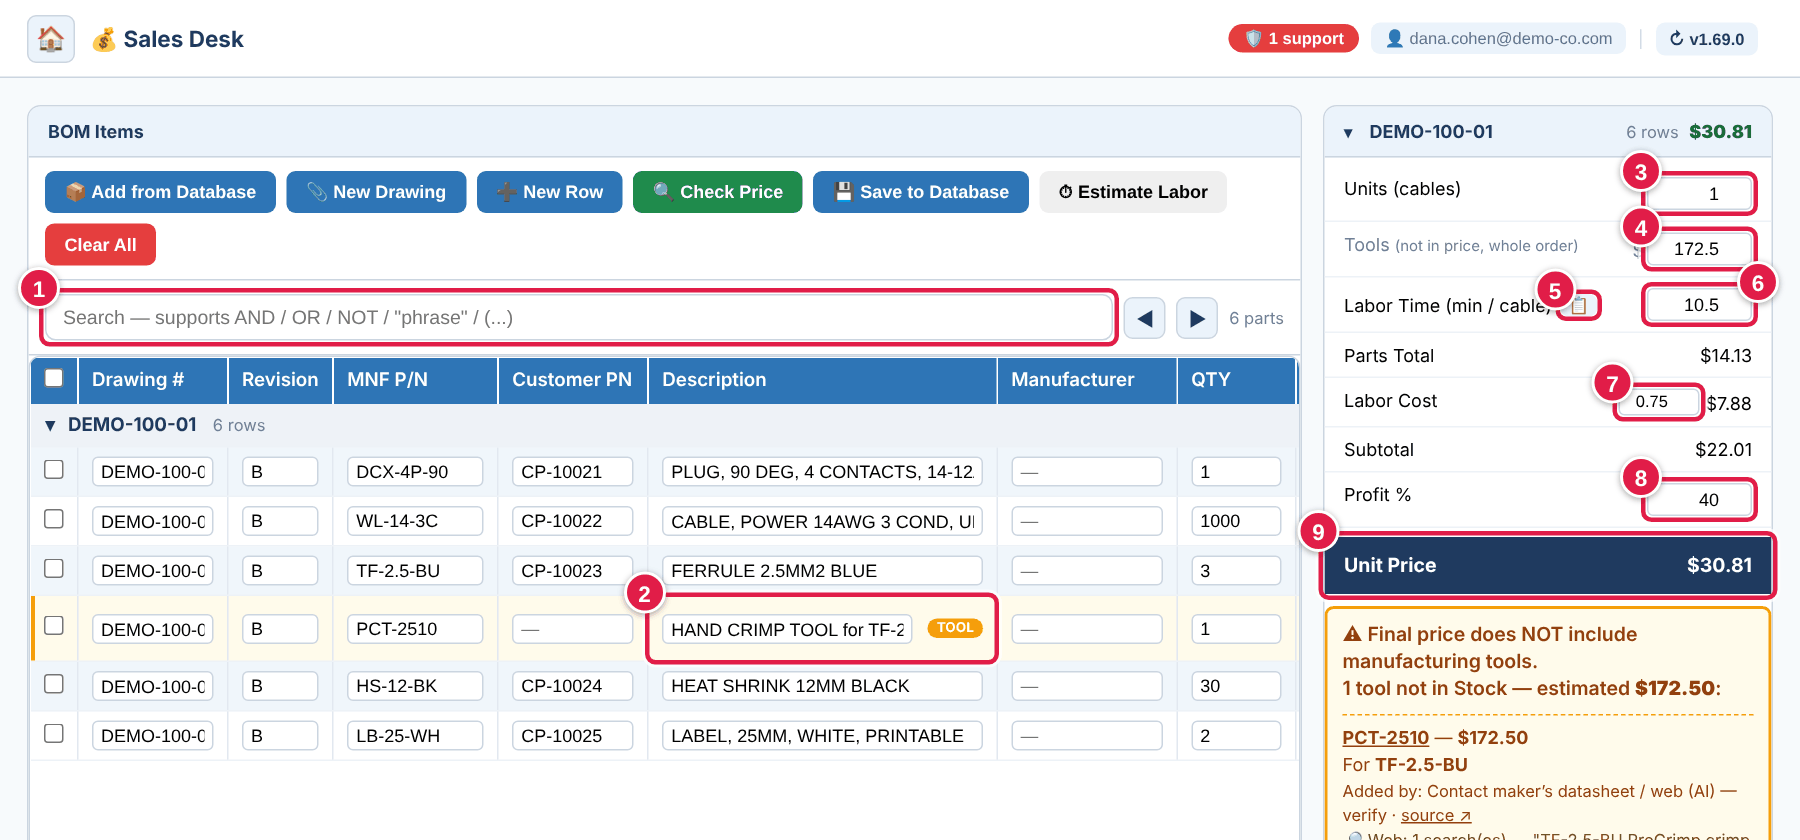 Sales Desk
1 support
dana.cohen@demo-co.com
v1.69.0
BOM Items
Add from Database
New Drawing
New Row
Check Price
Save to Database
Estimate Labor
Clear All
1
Search — supports AND / OR / NOT / "phrase" / (...)
6 parts
Drawing # Revision MNF P/N Customer PN Description Manufacturer QTY
DEMO-100-01 6 rows
DEMO-100-0 B DCX-4P-90 CP-10021 PLUG, 90 DEG, 4 CONTACTS, 14-12 — 1
DEMO-100-0 B WL-14-3C CP-10022 CABLE, POWER 14AWG 3 COND, — 1000
DEMO-100-0 B TF-2.5-BU CP-10023 FERRULE 2.5MM2 BLUE — 3
2
DEMO-100-0 B PCT-2510 — HAND CRIMP TOOL for TF-2 TOOL — 1
DEMO-100-0 B HS-12-BK CP-10024 HEAT SHRINK 12MM BLACK — 30
DEMO-100-0 B LB-25-WH CP-10025 LABEL, 25MM, WHITE, PRINTABLE — 2
DEMO-100-01 6 rows $30.81
3
Units (cables) 1
4
Tools (not in price, whole order) 172.5
5 6
Labor Time (min / cable) 10.5
Parts Total $14.13
7
Labor Cost 0.75 $7.88
Subtotal $22.01
8
Profit % 40
9
Unit Price $30.81
⚠ Final price does NOT include
manufacturing tools.
1 tool not in Stock — estimated $172.50:
PCT-2510 — $172.50
For TF-2.5-BU
Added by: Contact maker's datasheet / web (AI) —
verify · source ↗
Web: 1 search(es) — "TF-2.5-BU ProCrimp crimp